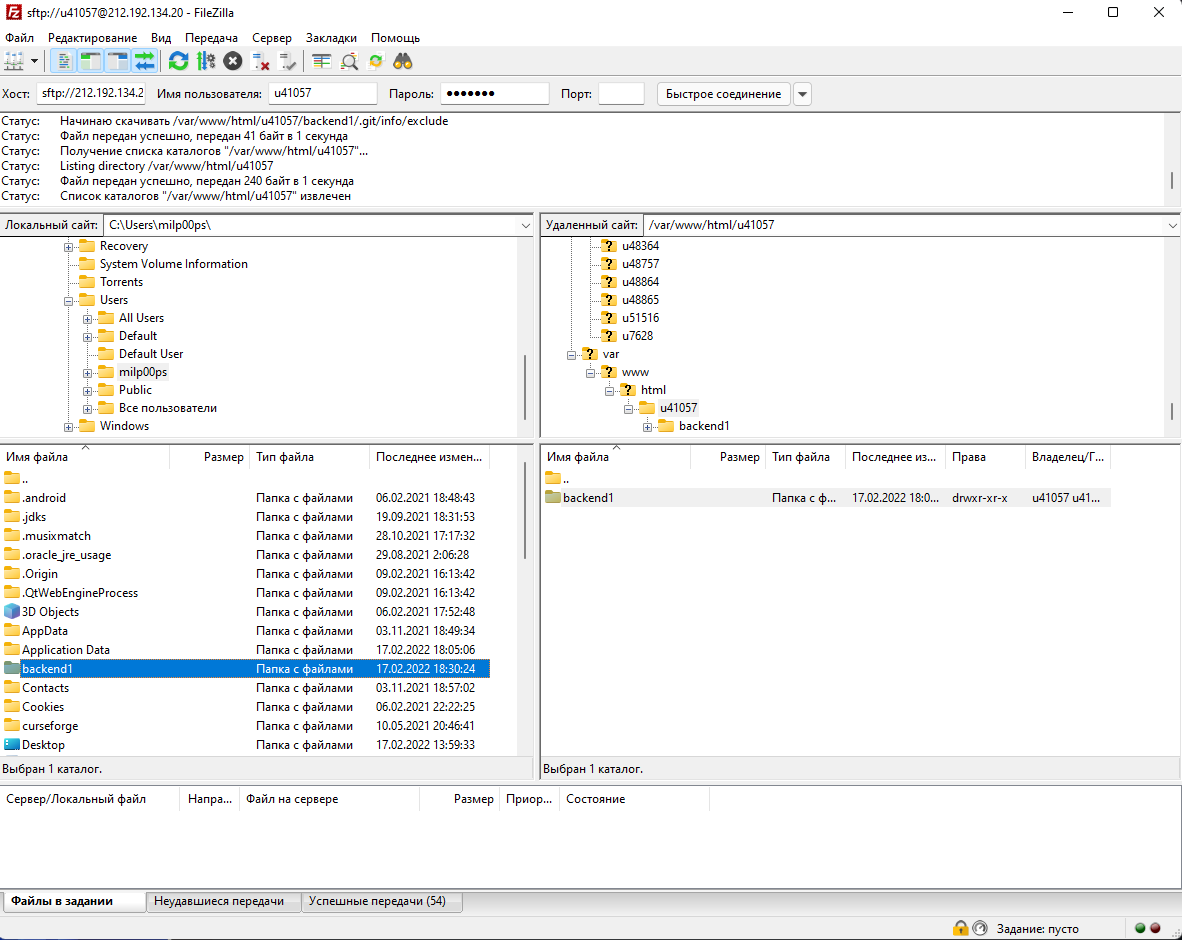 sftp://u41057@212.192.134.20 - FileZilla
Файл Редактирование Вид Передача Сервер Закладки Помощь
Хост: sftp://212.192.134.2 Имя пользователя: u41057 Пароль: ●●●●●●● Порт: Быстрое соединение
Статус: Начинаю скачивать /var/www/html/u41057/backend1/.git/info/exclude
Статус: Файл передан успешно, передан 41 байт в 1 секунда
Статус: Получение списка каталогов "/var/www/html/u41057"...
Статус: Listing directory /var/www/html/u41057
Статус: Файл передан успешно, передан 240 байт в 1 секунда
Статус: Список каталогов "/var/www/html/u41057" извлечен
Локальный сайт: C:\Users\milp00ps\
Recovery
System Volume Information
Torrents
Users
All Users
Default
Default User
milp00ps
Public
Все пользователи
Windows
Удаленный сайт: /var/www/html/u41057
u48364
u48757
u48864
u48865
u51516
u7628
var
www
html
u41057
backend1
Имя файла Размер Тип файла Последнее измен...
..
.android Папка с файлами 06.02.2021 18:48:43
.jdks Папка с файлами 19.09.2021 18:31:53
.musixmatch Папка с файлами 28.10.2021 17:17:32
.oracle_jre_usage Папка с файлами 29.08.2021 2:06:28
.Origin Папка с файлами 09.02.2021 16:13:42
.QtWebEngineProcess Папка с файлами 09.02.2021 16:13:42
3D Objects Папка с файлами 06.02.2021 17:52:48
AppData Папка с файлами 03.11.2021 18:49:34
Application Data Папка с файлами 17.02.2022 18:05:06
backend1 Папка с файлами 17.02.2022 18:30:24
Contacts Папка с файлами 03.11.2021 18:57:02
Cookies Папка с файлами 06.02.2021 22:22:25
curseforge Папка с файлами 10.05.2021 20:46:41
Desktop Папка с файлами 17.02.2022 13:59:33
Выбран 1 каталог.
Имя файла Размер Тип файла Последнее из... Права Владелец/Г...
..
backend1 Папка с ф... 17.02.2022 18:0... drwxr-xr-x u41057 u41...
Выбран 1 каталог.
Сервер/Локальный файл Напра... Файл на сервере Размер Приор... Состояние
Файлы в задании Неудавшиеся передачи Успешные передачи (54)
Задание: пусто